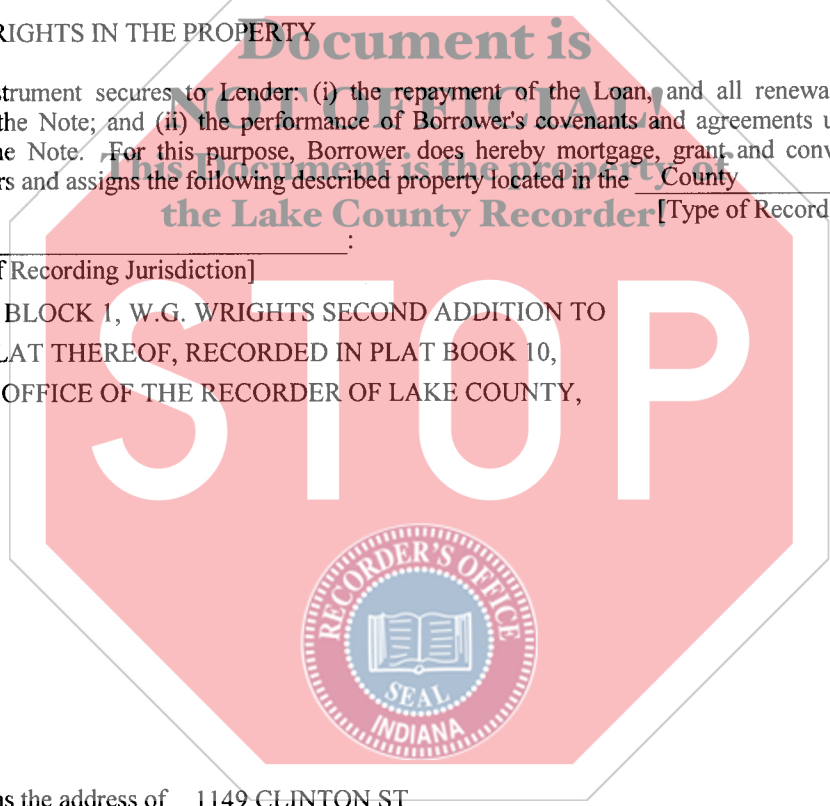 RIGHTS IN THE PROPERTY
Document is
strument secures to Lender: (i) the repayment of the Loan, and all renewa
NOT OFFICIAL!
the Note; and (ii) the performance of Borrower's covenants and agreements u
ne Note. For this purpose, Borrower does hereby mortgage, grant and conv
This Document is the property of
rs and assigns the following described property located in the County
the Lake County Recorder!
[Type of Record
:
f Recording Jurisdiction]
BLOCK 1, W.G. WRIGHTS SECOND ADDITION TO
LAT THEREOF, RECORDED IN PLAT BOOK 10,
OFFICE OF THE RECORDER OF LAKE COUNTY,
STOP
RECORDER'S OFFICE
SEAL
INDIANA
as the address of 1149 CLINTON ST